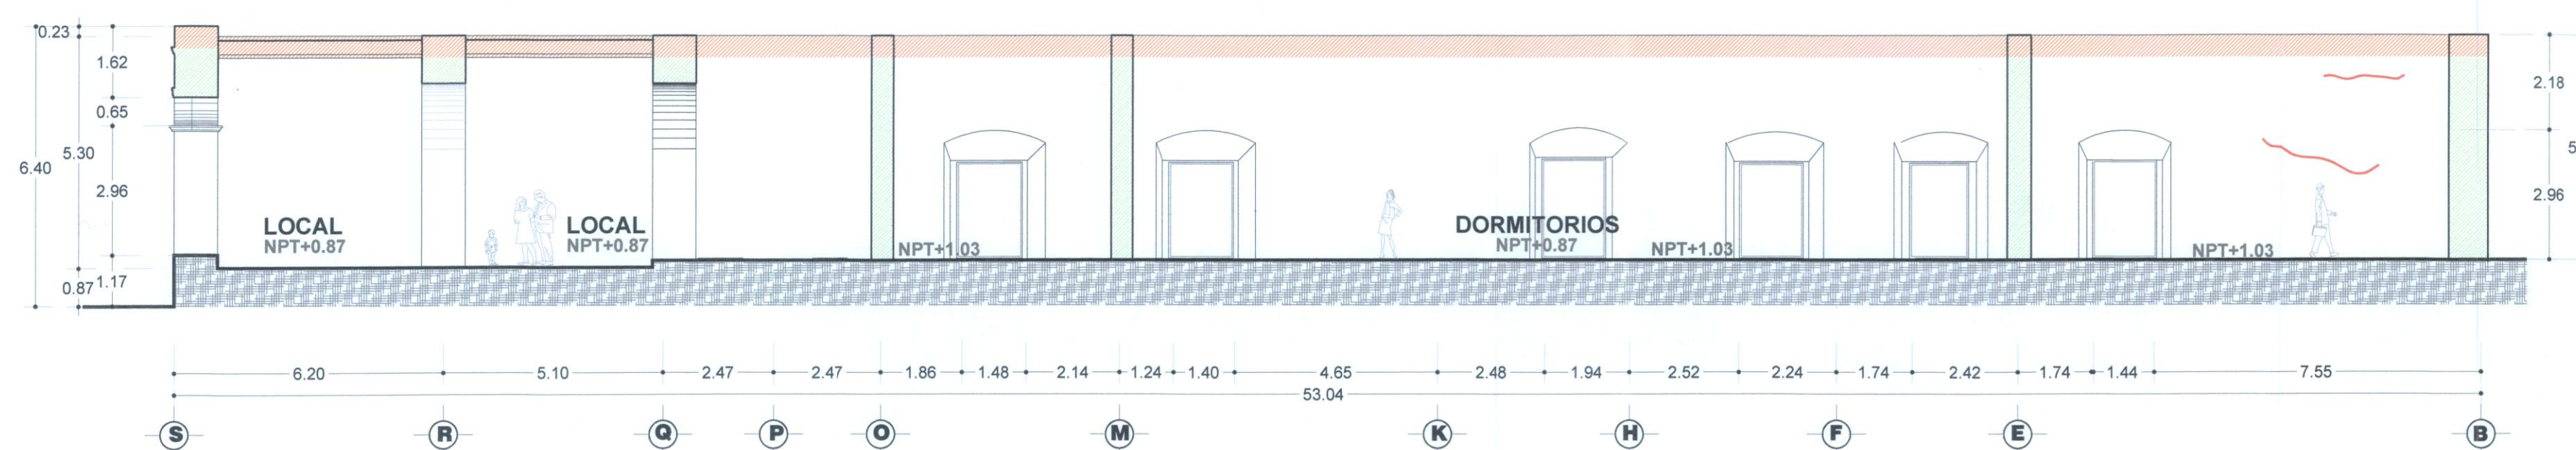 0.23
1.62
0.65
5.30
6.40
2.96
0.87
1.17
2.18
5
2.96
LOCAL
NPT+0.87
LOCAL
NPT+0.87
NPT+1.03
DORMITORIOS
NPT+0.87
NPT+1.03
NPT+1.03
6.20 5.10 2.47 2.47 1.86 1.48 2.14 1.24 1.40 4.65 2.48 1.94 2.52 2.24 1.74 2.42 1.74 1.44 7.55
53.04
S R Q P O M K H F E B